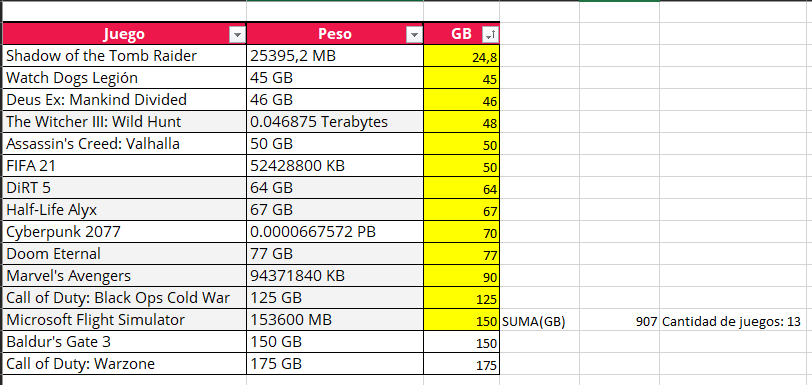 Juego Peso GB
Shadow of the Tomb Raider 25395,2 MB 24,8
Watch Dogs Legión 45 GB 45
Deus Ex: Mankind Divided 46 GB 46
The Witcher III: Wild Hunt 0.046875 Terabytes 48
Assassin's Creed: Valhalla 50 GB 50
FIFA 21 52428800 KB 50
DiRT 5 64 GB 64
Half-Life Alyx 67 GB 67
Cyberpunk 2077 0.0000667572 PB 70
Doom Eternal 77 GB 77
Marvel's Avengers 94371840 KB 90
Call of Duty: Black Ops Cold War 125 GB 125
Microsoft Flight Simulator 153600 MB 150 SUMA(GB) 907 Cantidad de juegos: 13
Baldur's Gate 3 150 GB 150
Call of Duty: Warzone 175 GB 175